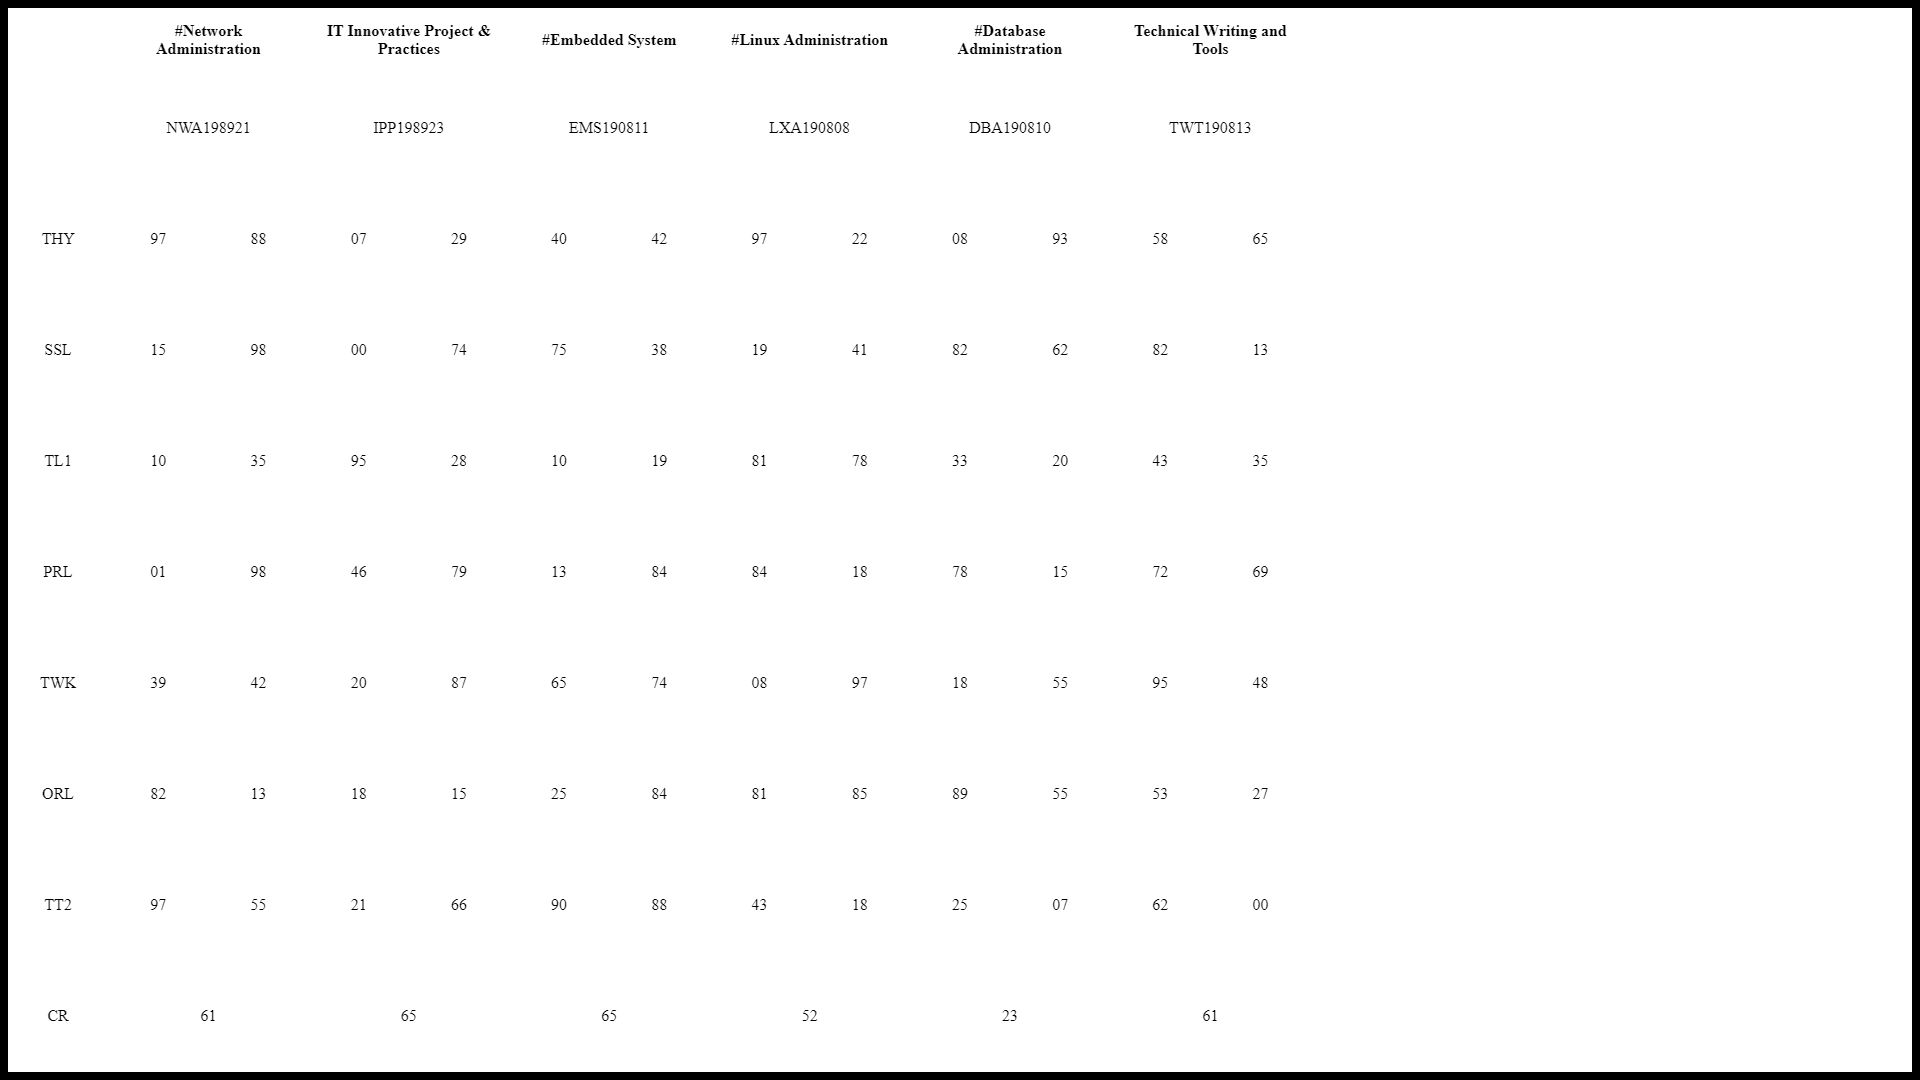 #Network Administration IT Innovative Project & Practices #Embedded System #Linux Administration #Database Administration Technical Writing and Tools
NWA198921 IPP198923 EMS190811 LXA190808 DBA190810 TWT190813
THY 97 88 07 29 40 42 97 22 08 93 58 65
SSL 15 98 00 74 75 38 19 41 82 62 82 13
TL1 10 35 95 28 10 19 81 78 33 20 43 35
PRL 01 98 46 79 13 84 84 18 78 15 72 69
TWK 39 42 20 87 65 74 08 97 18 55 95 48
ORL 82 13 18 15 25 84 81 85 89 55 53 27
TT2 97 55 21 66 90 88 43 18 25 07 62 00
CR 61 65 65 52 23 61